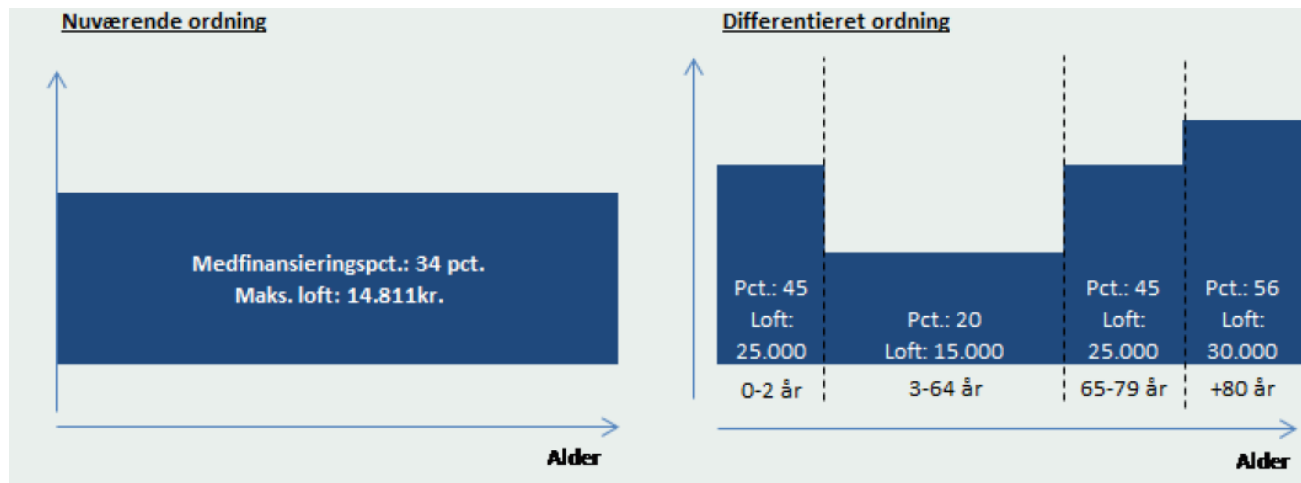 Nuværende ordning
Medfinansieringspct.: 34 pct.
Maks. loft: 14.811kr.
Alder
Differentieret ordning
Pct.: 45
Loft:
25.000
0-2 år
Pct.: 20
Loft: 15.000
3-64 år
Pct.: 45
Loft:
25.000
65-79 år
Pct.: 56
Loft:
30.000
+80 år
Alder